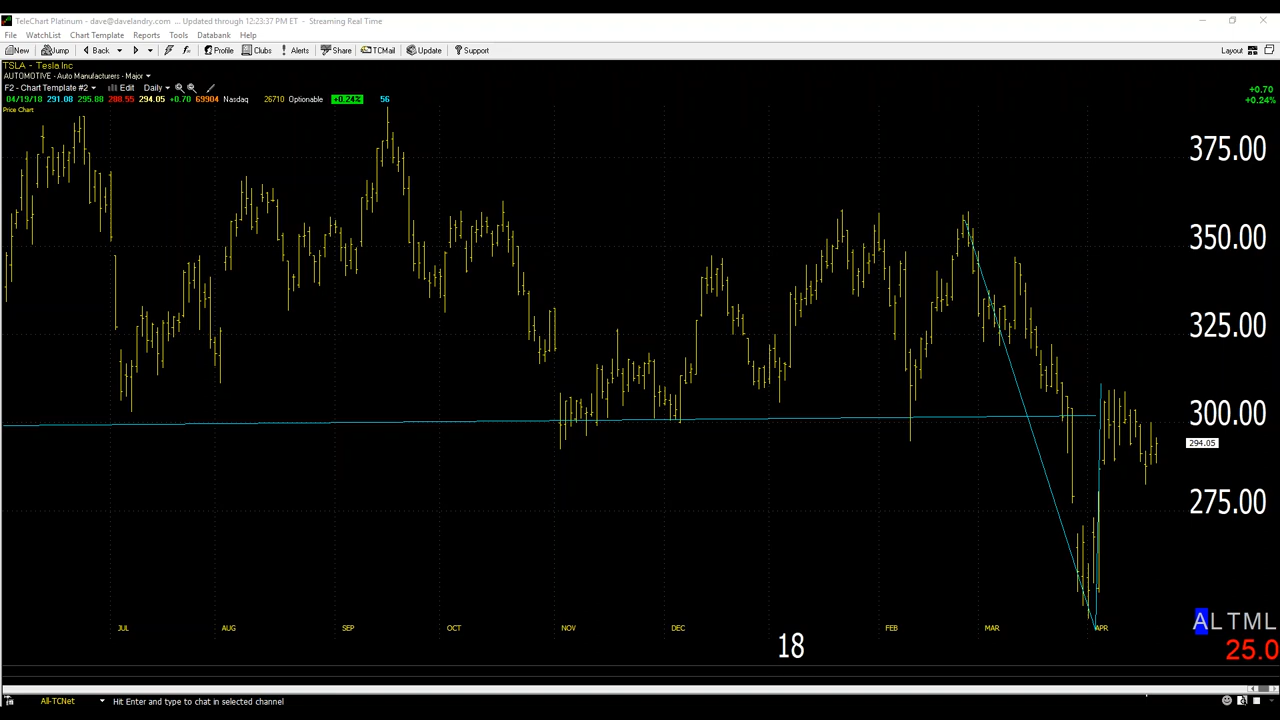 TeleChart Platinum - dave@davelandry.com ... Updated through 12:23:37 PM ET - Streaming Real Time
File WatchList Chart Template Reports Tools Databank Help
New Jump Back Profile Clubs Alerts Share TCMail Update Support Layout
TSLA - Tesla Inc
AUTOMOTIVE - Auto Manufacturers - Major
F2 - Chart Template #2 Edit Daily +0.70
04/19/18 291.08 295.88 288.55 294.05 +0.70 69904 Nasdaq 26710 Optionable +0.24% 56 +0.24%
Price Chart
375.00
350.00
325.00
300.00
294.05
275.00
ALTML
JUL AUG SEP OCT NOV DEC 18 FEB MAR APR
25.0
All-TCNet Hit Enter and type to chat in selected channel